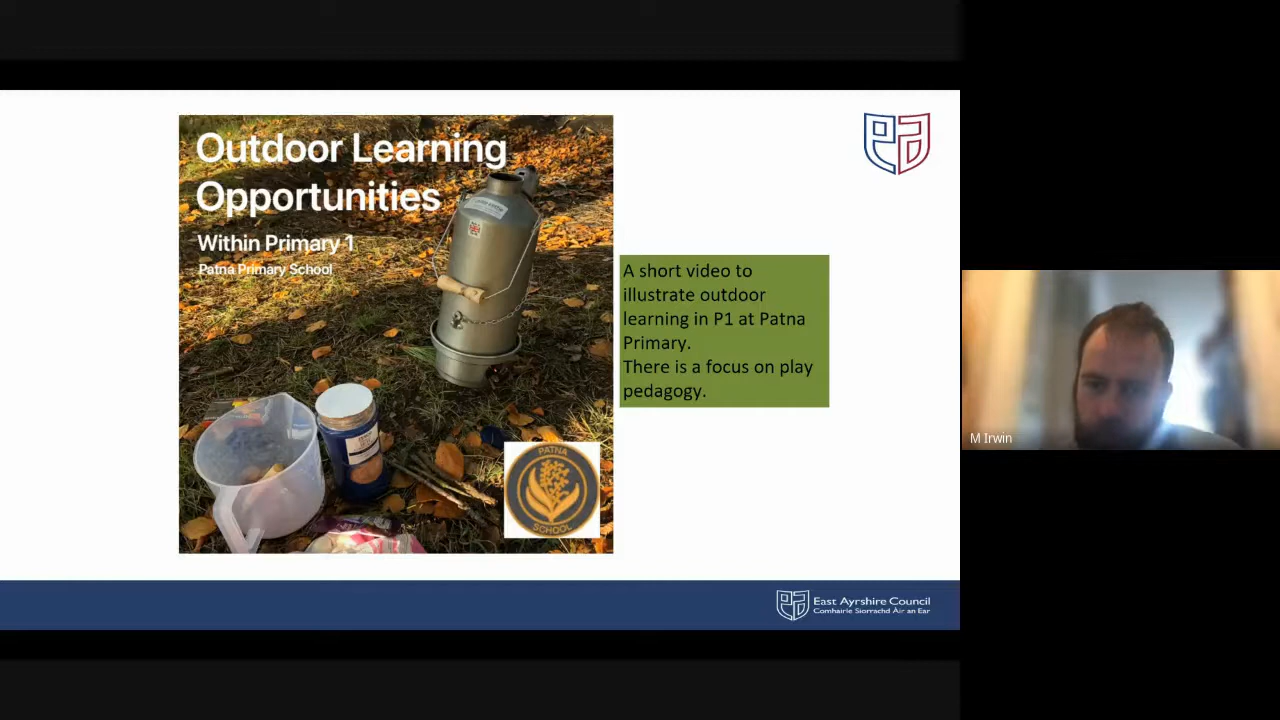 Outdoor Learning
Opportunities
Within Primary 1
Patna Primary School
A short video to
illustrate outdoor
learning in P1 at Patna
Primary.
There is a focus on play
pedagogy.
PATNA
SCHOOL
M Irwin
East Ayrshire Council
Comhairle Siorrachd Àir an Ear